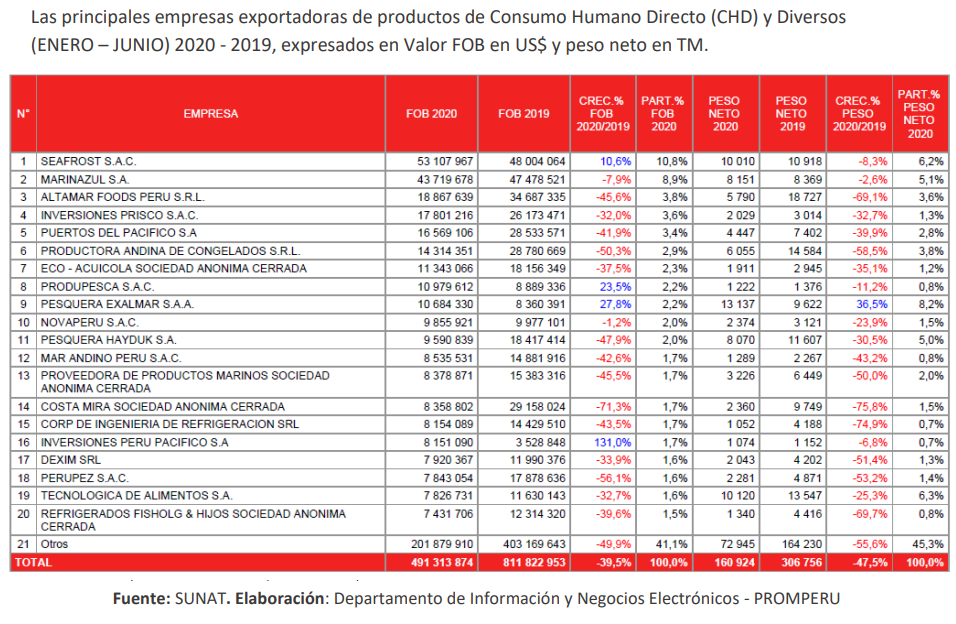 Las principales empresas exportadoras de productos de Consumo Humano Directo (CHD) y Diversos
(ENERO – JUNIO) 2020 - 2019, expresados en Valor FOB en US$ y peso neto en TM.
N° EMPRESA FOB 2020 FOB 2019 CREC.% FOB 2020/2019 PART.% FOB 2020 PESO NETO 2020 PESO NETO 2019 CREC.% PESO 2020/2019 PART.% PESO NETO 2020
1 SEAFROST S.A.C. 53 107 967 48 004 064 10,6% 10,8% 10 010 10 918 -8,3% 6,2%
2 MARINAZUL S.A. 43 719 678 47 478 521 -7,9% 8,9% 8 151 8 369 -2,6% 5,1%
3 ALTAMAR FOODS PERU S.R.L. 18 867 639 34 687 335 -45,6% 3,8% 5 790 18 727 -69,1% 3,6%
4 INVERSIONES PRISCO S.A.C. 17 801 216 26 173 471 -32,0% 3,6% 2 029 3 014 -32,7% 1,3%
5 PUERTOS DEL PACIFICO S.A 16 569 106 28 533 571 -41,9% 3,4% 4 447 7 402 -39,9% 2,8%
6 PRODUCTORA ANDINA DE CONGELADOS S.R.L. 14 314 351 28 780 669 -50,3% 2,9% 6 055 14 584 -58,5% 3,8%
7 ECO - ACUICOLA SOCIEDAD ANONIMA CERRADA 11 343 066 18 156 349 -37,5% 2,3% 1 911 2 945 -35,1% 1,2%
8 PRODUPESCA S.A.C. 10 979 612 8 889 336 23,5% 2,2% 1 222 1 376 -11,2% 0,8%
9 PESQUERA EXALMAR S.A.A. 10 684 330 8 360 391 27,8% 2,2% 13 137 9 622 36,5% 8,2%
10 NOVAPERU S.A.C. 9 855 921 9 977 101 -1,2% 2,0% 2 374 3 121 -23,9% 1,5%
11 PESQUERA HAYDUK S.A. 9 590 839 18 417 414 -47,9% 2,0% 8 070 11 607 -30,5% 5,0%
12 MAR ANDINO PERU S.A.C. 8 535 531 14 881 916 -42,6% 1,7% 1 289 2 267 -43,2% 0,8%
13 PROVEEDORA DE PRODUCTOS MARINOS SOCIEDAD 8 378 871 15 383 316 -45,5% 1,7% 3 226 6 449 -50,0% 2,0%
ANONIMA CERRADA
14 COSTA MIRA SOCIEDAD ANONIMA CERRADA 8 358 802 29 158 024 -71,3% 1,7% 2 360 9 749 -75,8% 1,5%
15 CORP DE INGENIERIA DE REFRIGERACION SRL 8 154 089 14 429 510 -43,5% 1,7% 1 052 4 188 -74,9% 0,7%
16 INVERSIONES PERU PACIFICO S.A 8 151 090 3 528 848 131,0% 1,7% 1 074 1 152 -6,8% 0,7%
17 DEXIM SRL 7 920 367 11 990 376 -33,9% 1,6% 2 043 4 202 -51,4% 1,3%
18 PERUPEZ S.A.C. 7 843 054 17 878 636 -56,1% 1,6% 2 281 4 871 -53,2% 1,4%
19 TECNOLOGICA DE ALIMENTOS S.A. 7 826 731 11 630 143 -32,7% 1,6% 10 120 13 547 -25,3% 6,3%
20 REFRIGERADOS FISHOLG & HIJOS SOCIEDAD ANONIMA 7 431 706 12 314 320 -39,6% 1,5% 1 340 4 416 -69,7% 0,8%
CERRADA
21 Otros 201 879 910 403 169 643 -49,9% 41,1% 72 945 164 230 -55,6% 45,3%
TOTAL 491 313 874 811 822 953 -39,5% 100,0% 160 924 306 756 -47,5% 100,0%
Fuente: SUNAT. Elaboración: Departamento de Información y Negocios Electrónicos - PROMPERU